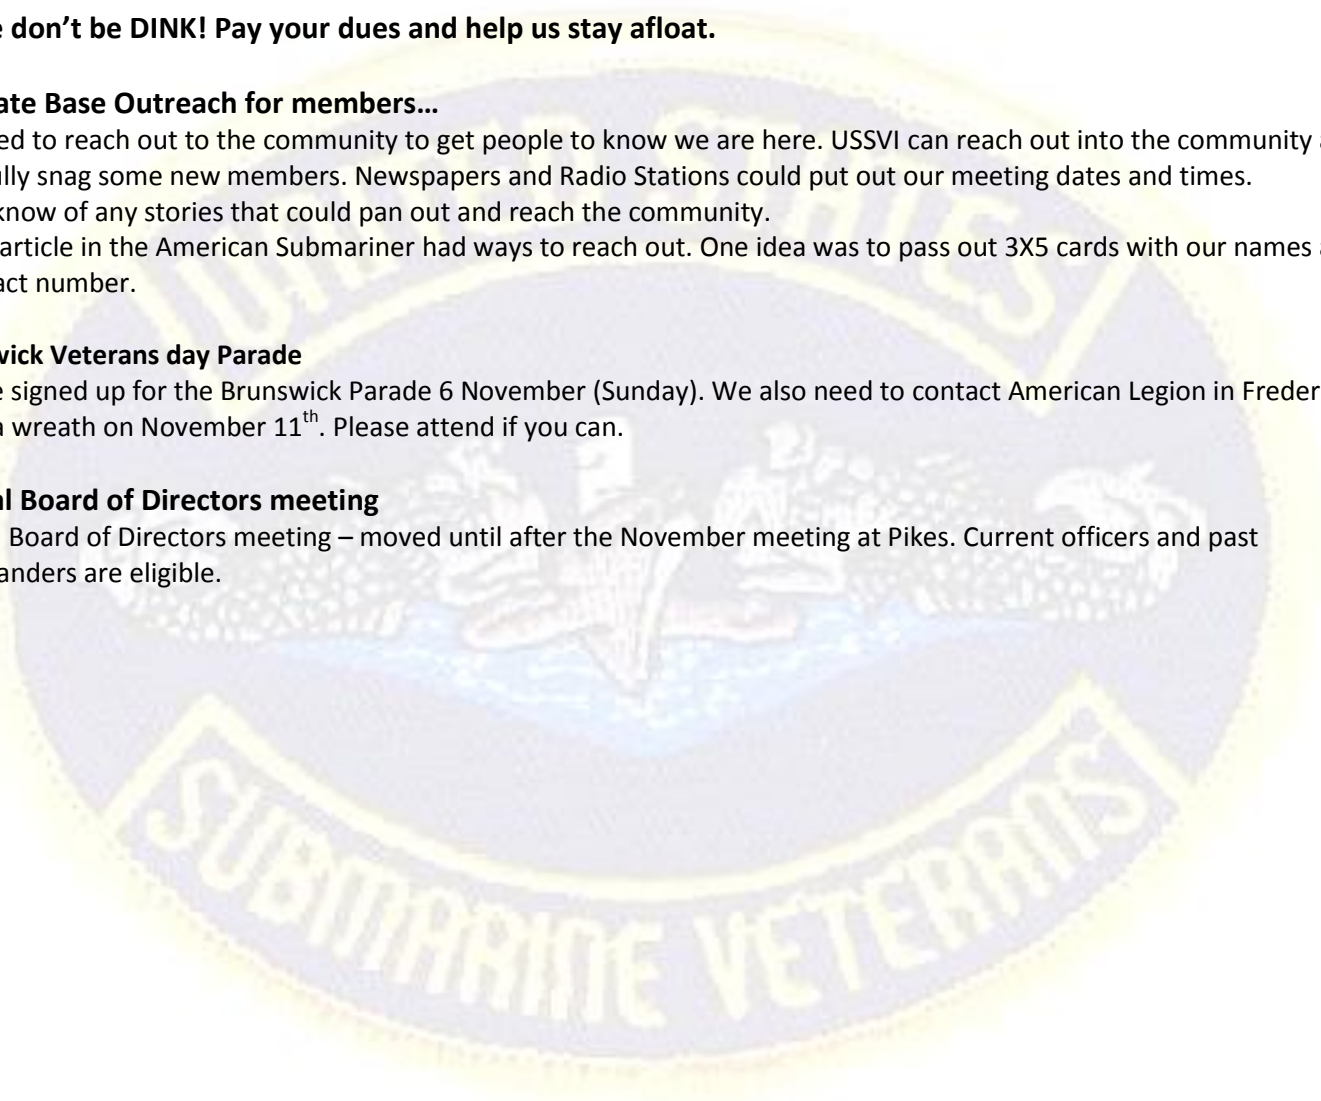 e don’t be DINK! Pay your dues and help us stay afloat.
ate Base Outreach for members…
ed to reach out to the community to get people to know we are here. USSVI can reach out into the community a
ully snag some new members. Newspapers and Radio Stations could put out our meeting dates and times.
know of any stories that could pan out and reach the community.
article in the American Submariner had ways to reach out. One idea was to pass out 3X5 cards with our names a
act number.
wick Veterans day Parade
e signed up for the Brunswick Parade 6 November (Sunday). We also need to contact American Legion in Freder
a wreath on November 11th. Please attend if you can.
al Board of Directors meeting
Board of Directors meeting – moved until after the November meeting at Pikes. Current officers and past
anders are eligible.
UNITED STATES
SUBMARINE VETERANS